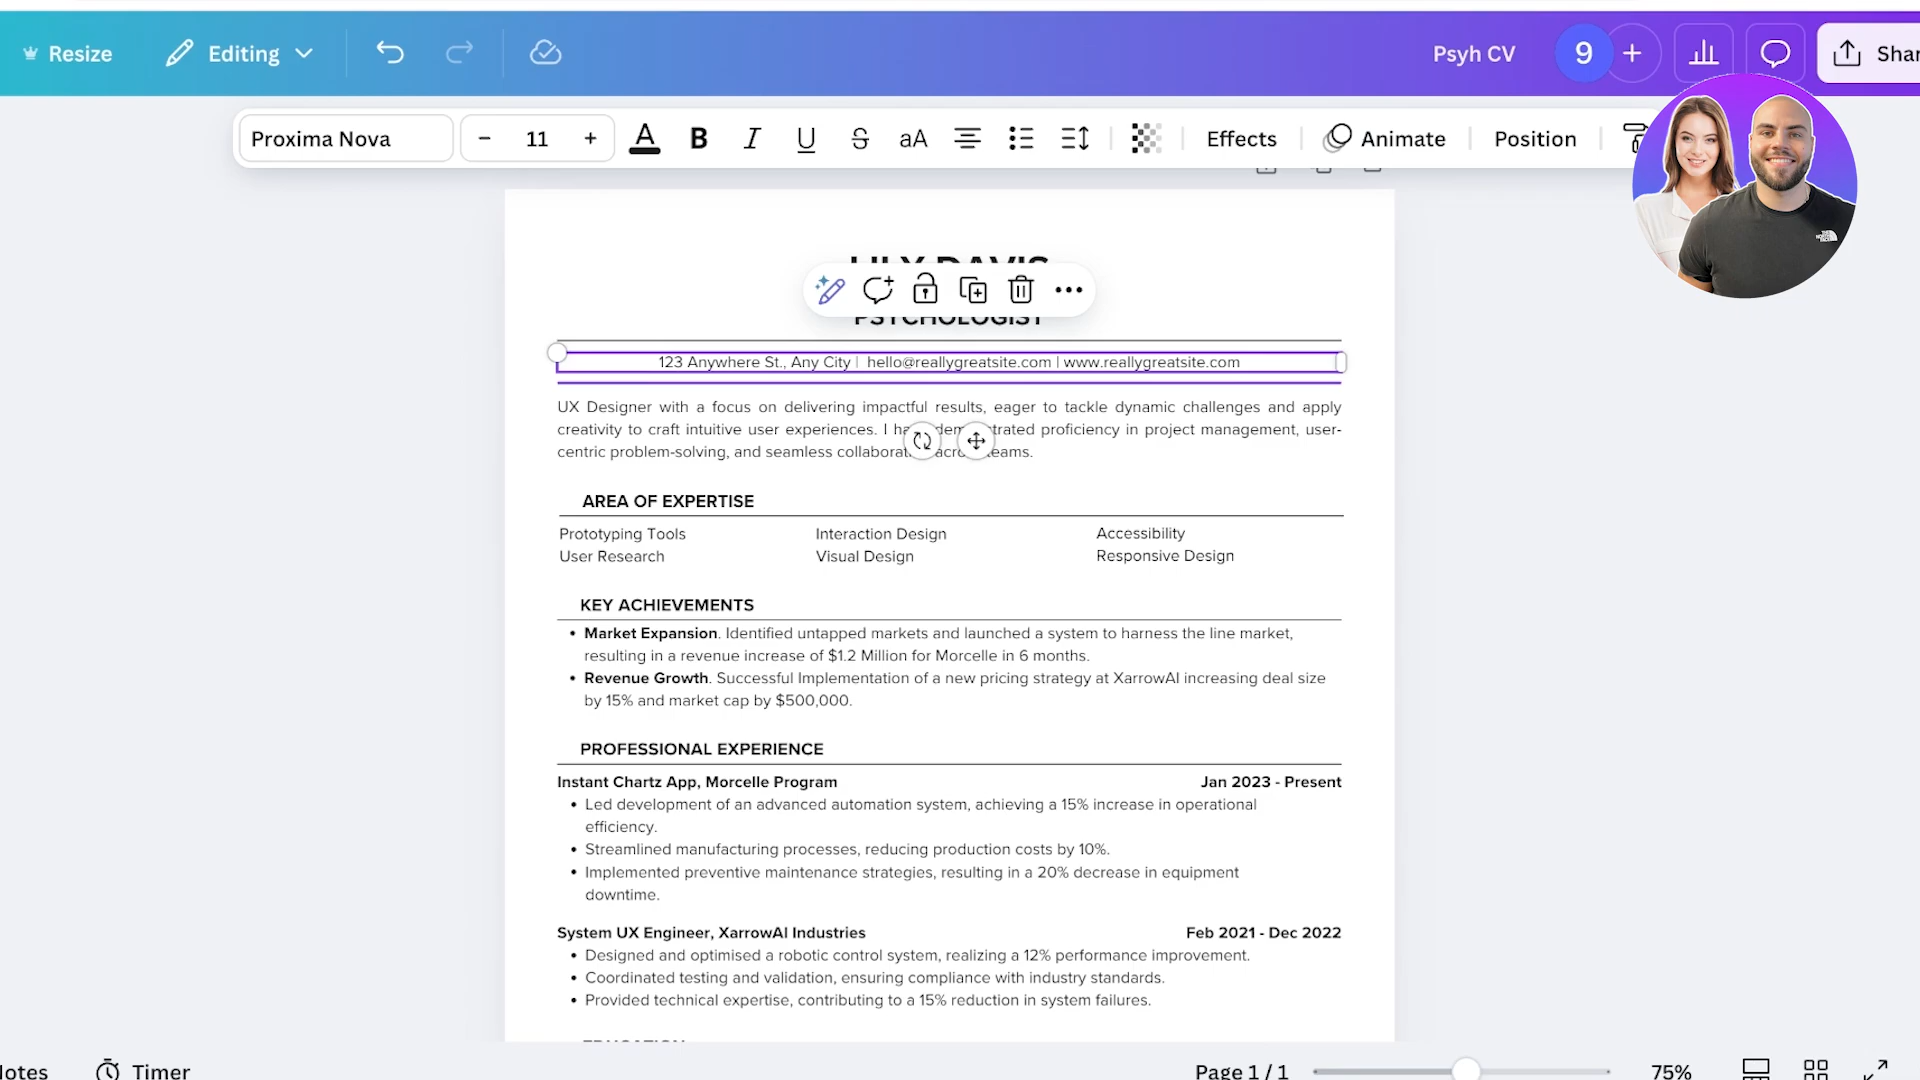 Resize
Editing
Psyh CV
9
Proxima Nova
11
A
B
I
U
S
aA
Effects
Animate
Position
LILY DAVIS
PSYCHOLOGIST
123 Anywhere St., Any City | hello@reallygreatsite.com | www.reallygreatsite.com
UX Designer with a focus on delivering impactful results, eager to tackle dynamic challenges and apply
creativity to craft intuitive user experiences. I proficiency in project management, user-
centric problem-solving, and seamless
AREA OF EXPERTISE
Prototyping Tools
Interaction Design
Accessibility
User Research
Visual Design
Responsive Design
KEY ACHIEVEMENTS
• Market Expansion. Identified untapped markets and launched a system to harness the line market,
resulting in a revenue increase of $1.2 Million for Morcelle in 6 months.
• Revenue Growth. Successful Implementation of a new pricing strategy at XarrowAI increasing deal size
by 15% and market cap by $500,000.
PROFESSIONAL EXPERIENCE
Instant Chartz App, Morcelle Program
Jan 2023 - Present
• Led development of an advanced automation system, achieving a 15% increase in operational
efficiency.
• Streamlined manufacturing processes, reducing production costs by 10%.
• Implemented preventive maintenance strategies, resulting in a 20% decrease in equipment
downtime.
System UX Engineer, XarrowAI Industries
Feb 2021 - Dec 2022
• Designed and optimised a robotic control system, realizing a 12% performance improvement.
• Coordinated testing and validation, ensuring compliance with industry standards.
• Provided technical expertise, contributing to a 15% reduction in system failures.
Timer
Page 1 / 1
75%